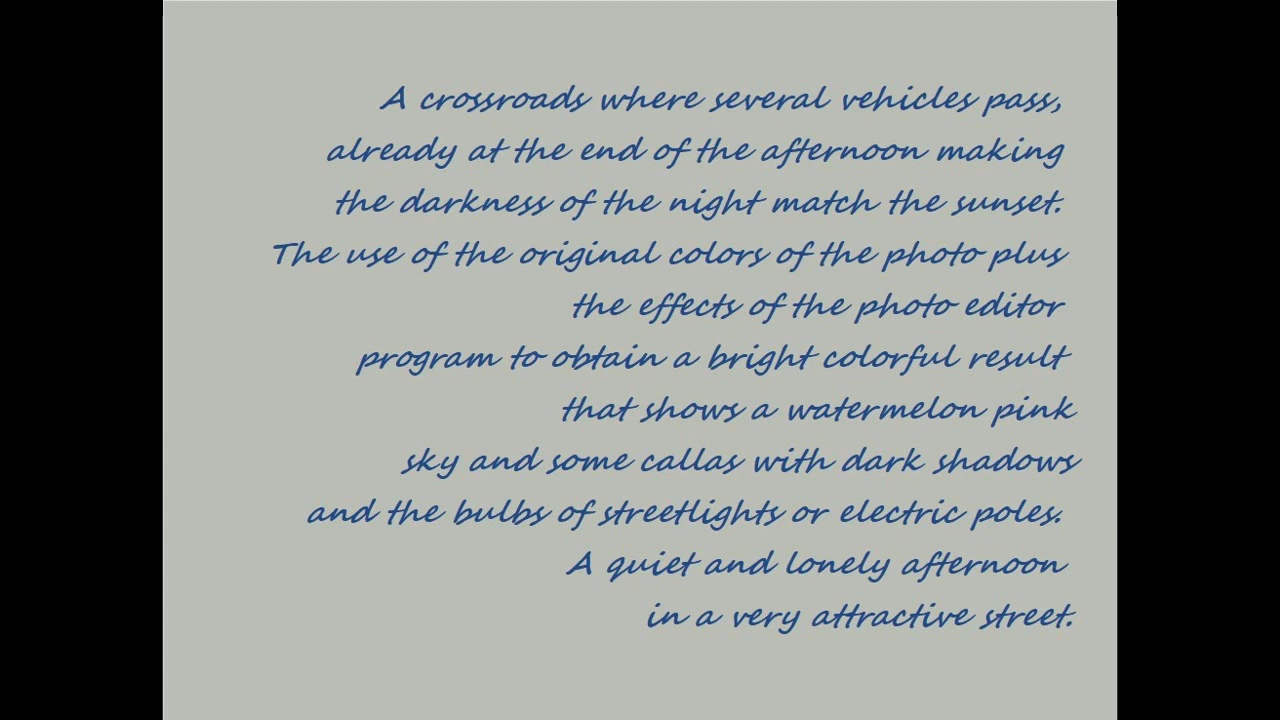 A crossroads where several vehicles pass,
already at the end of the afternoon making
the darkness of the night match the sunset.
The use of the original colors of the photo plus
the effects of the photo editor
program to obtain a bright colorful result
that shows a watermelon pink
sky and some callas with dark shadows
and the bulbs of streetlights or electric poles.
A quiet and lonely afternoon
in a very attractive street.